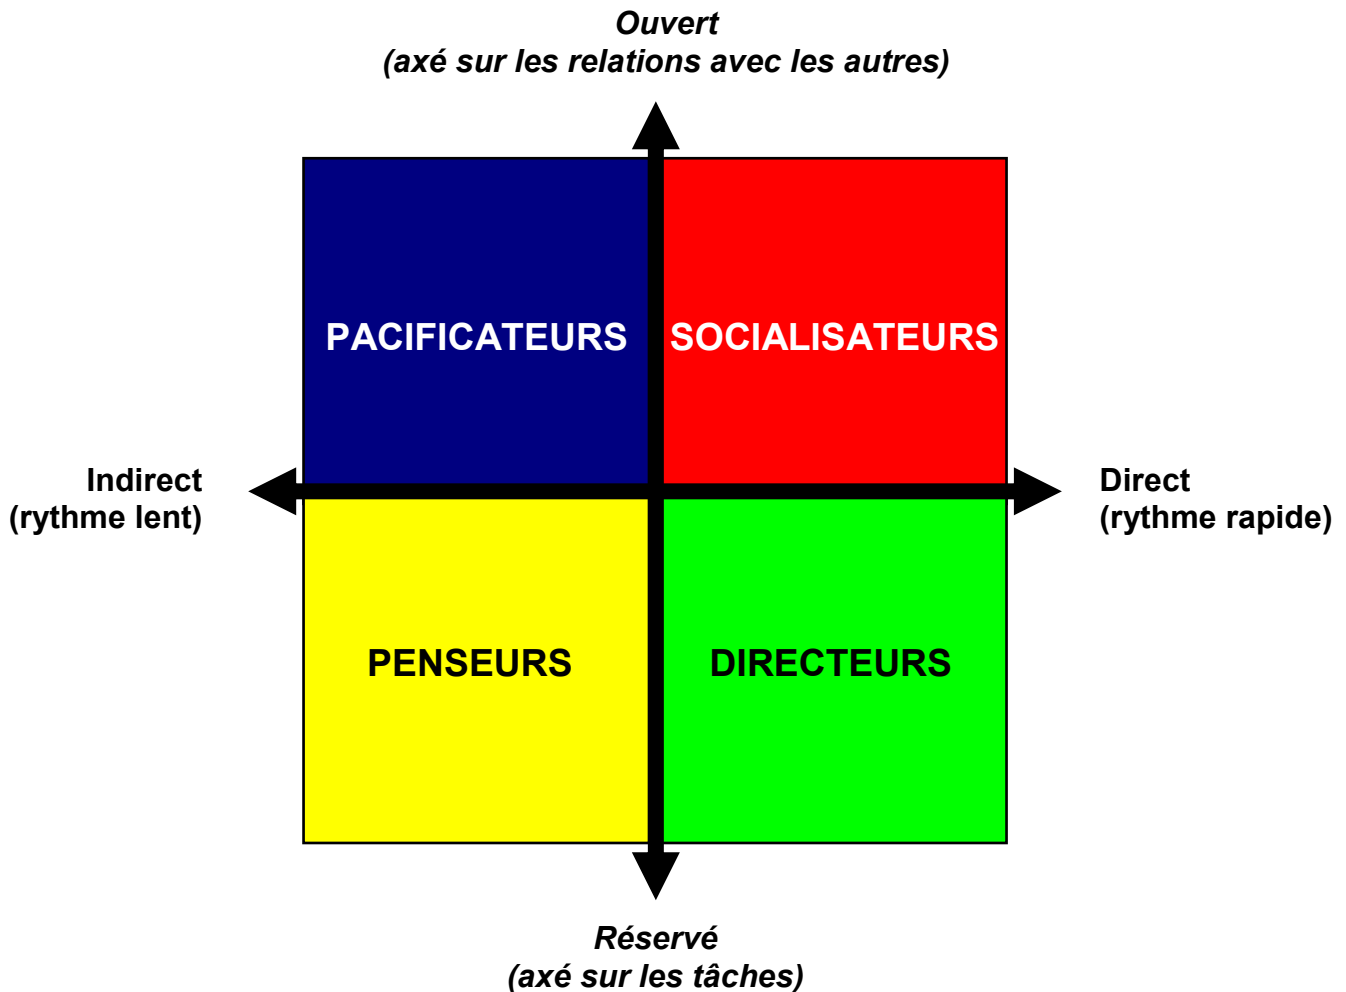 Ouvert
(axé sur les relations avec les autres)
PACIFICATEURS
SOCIALISATEURS
Indirect
(rythme lent)
Direct
(rythme rapide)
PENSEURS
DIRECTEURS
Réservé
(axé sur les tâches)